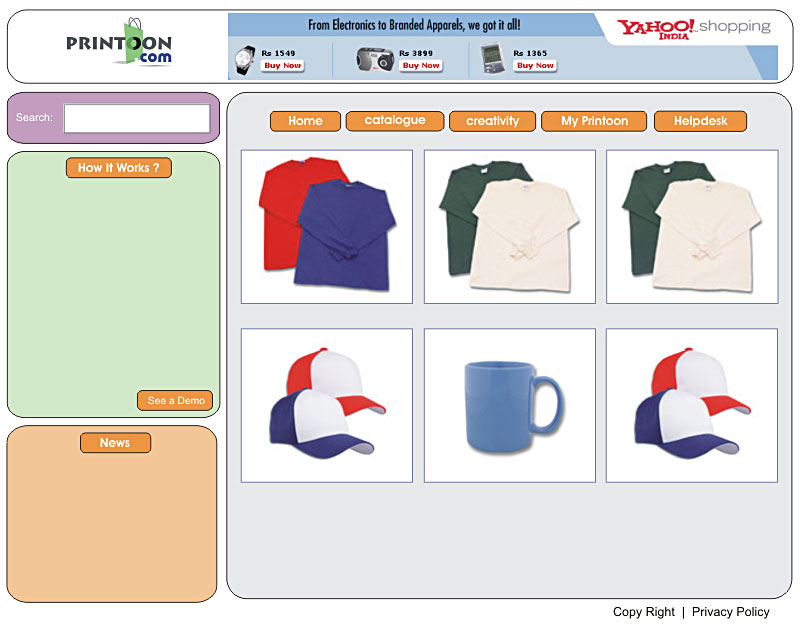 PRINTOON
.com
From Electronics to Branded Apparels, we got it all!
Rs 1549
Buy Now
Rs 3899
Buy Now
Rs 1365
Buy Now
YAHOO! shopping
INDIA
Search:
Home
catalogue
creativity
My Printoon
Helpdesk
How It Works ?
See a Demo
News
Copy Right | Privacy Policy